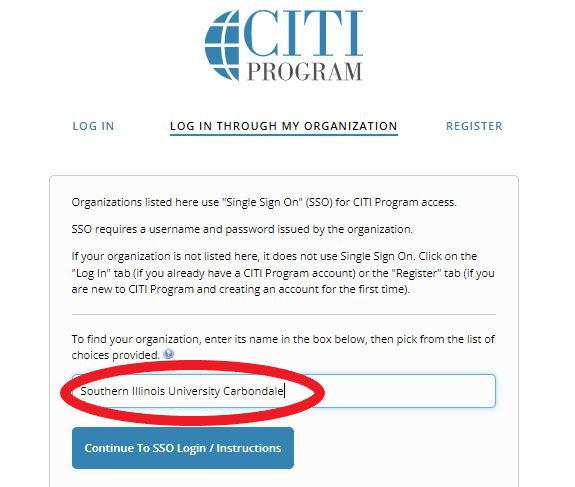 CITI
PROGRAM
LOG IN
LOG IN THROUGH MY ORGANIZATION
REGISTER
Organizations listed here use "Single Sign On" (SSO) for CITI Program access.
SSO requires a username and password issued by the organization.
If your organization is not listed here, it does not use Single Sign On. Click on the
"Log In" tab (if you already have a CITI Program account) or the "Register" tab (if you
are new to CITI Program and creating an account for the first time).
To find your organization, enter its name in the box below, then pick from the list of
choices provided. ?
Southern Illinois University Carbondale
Continue To SSO Login / Instructions